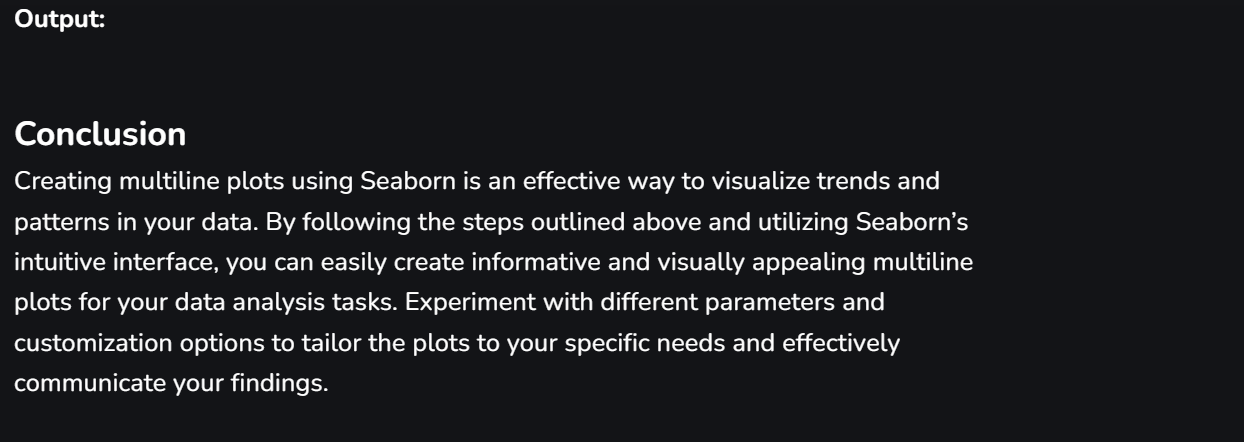 Output:
Conclusion
Creating multiline plots using Seaborn is an effective way to visualize trends and
patterns in your data. By following the steps outlined above and utilizing Seaborn’s
intuitive interface, you can easily create informative and visually appealing multiline
plots for your data analysis tasks. Experiment with different parameters and
customization options to tailor the plots to your specific needs and effectively
communicate your findings.